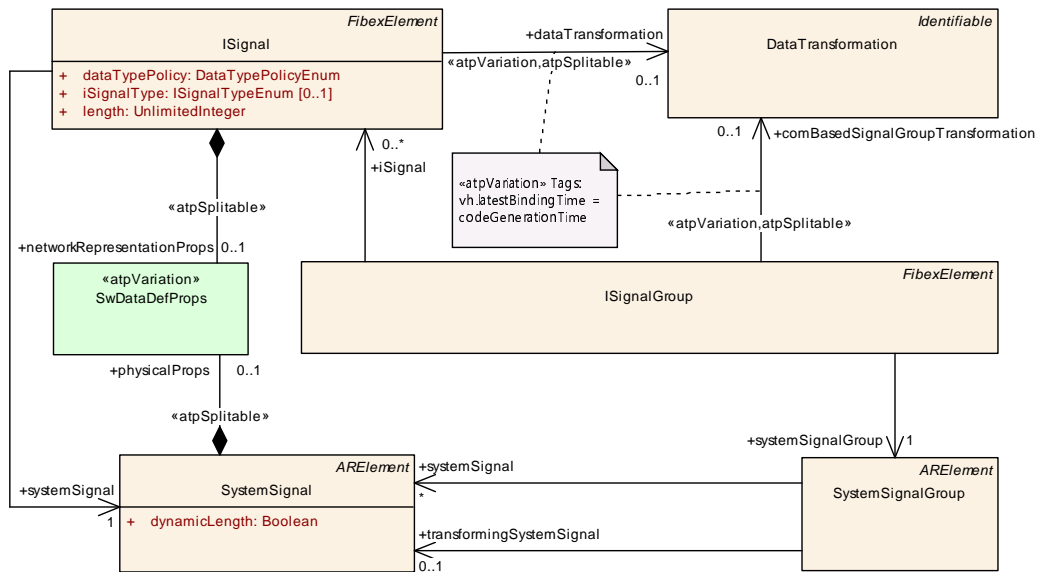 FibexElement
ISignal
+ dataTypePolicy: DataTypePolicyEnum
+ iSignalType: ISignalTypeEnum [0..1]
+ length: UnlimitedInteger
+dataTransformation
«atpVariation,atpSplitable»
0..1
Identifiable
DataTransformation
0..1
+comBasedSignalGroupTransformation
0..*
+iSignal
«atpVariation» Tags:
vh.latestBindingTime =
codeGenerationTime
«atpSplitable»
«atpVariation,atpSplitable»
+networkRepresentationProps 0..1
«atpVariation»
SwDataDefProps
FibexElement
ISignalGroup
+physicalProps 0..1
«atpSplitable»
+systemSignalGroup 1
ARElement
SystemSignal
+ dynamicLength: Boolean
+systemSignal
1
+systemSignal
*
+transformingSystemSignal
0..1
ARElement
SystemSignalGroup